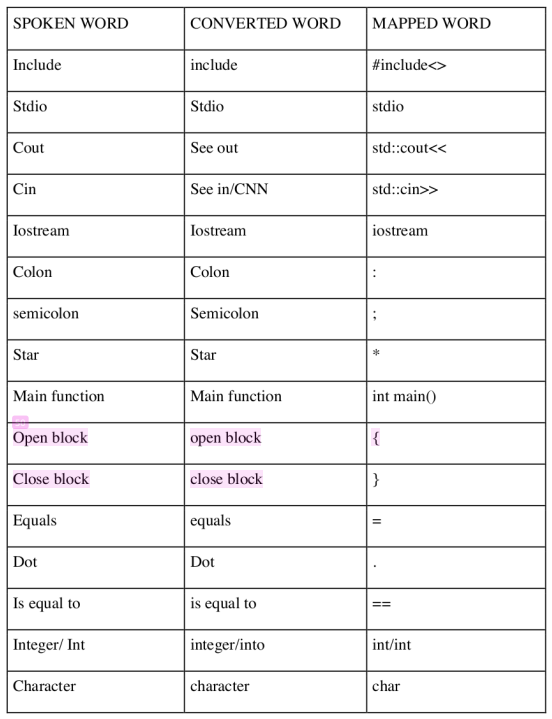 SPOKEN WORD CONVERTED WORD MAPPED WORD
Include include #include<>
Stdio Stdio stdio
Cout See out std::cout<<
Cin See in/CNN std::cin>>
Iostream Iostream iostream
Colon Colon :
semicolon Semicolon ;
Star Star *
Main function Main function int main()
Open block open block {
Close block close block }
Equals equals =
Dot Dot .
Is equal to is equal to ==
Integer/ Int integer/into int/int
Character character char